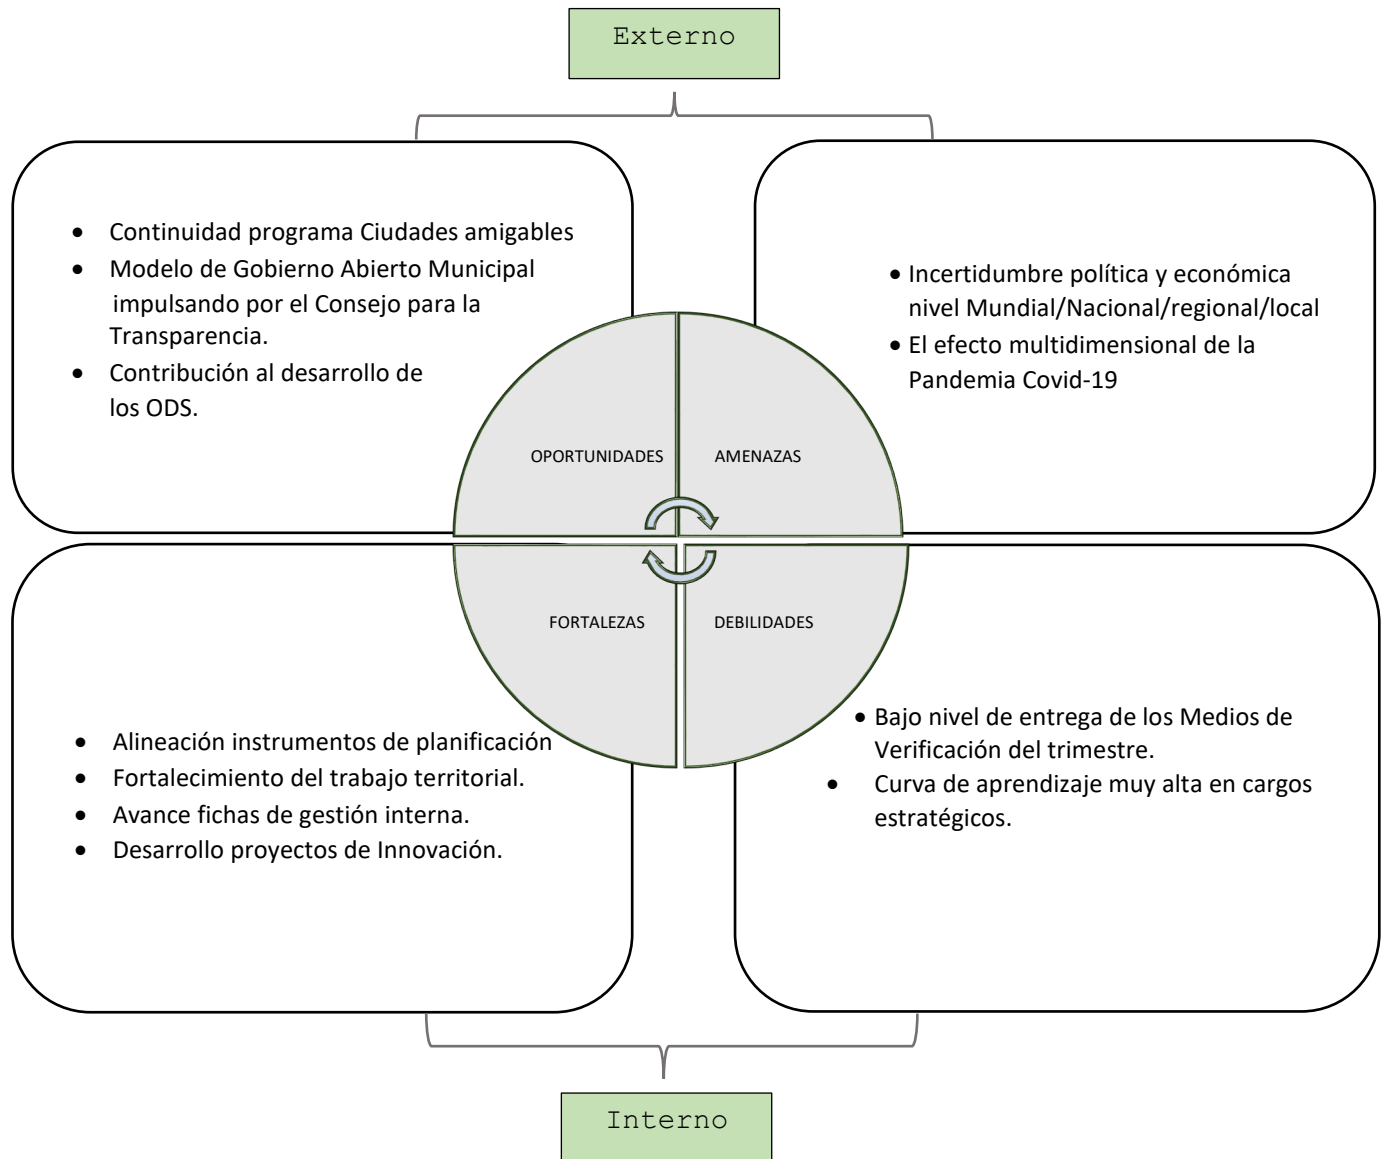 Externo
• Continuidad programa Ciudades amigables
• Modelo de Gobierno Abierto Municipal
impulsando por el Consejo para la
Transparencia.
• Contribución al desarrollo de
los ODS.
• Incertidumbre política y económica
nivel Mundial/Nacional/regional/local
• El efecto multidimensional de la
Pandemia Covid-19
OPORTUNIDADES
AMENAZAS
FORTALEZAS
DEBILIDADES
• Alineación instrumentos de planificación
• Fortalecimiento del trabajo territorial.
• Avance fichas de gestión interna.
• Desarrollo proyectos de Innovación.
• Bajo nivel de entrega de los Medios de
Verificación del trimestre.
• Curva de aprendizaje muy alta en cargos
estratégicos.
Interno